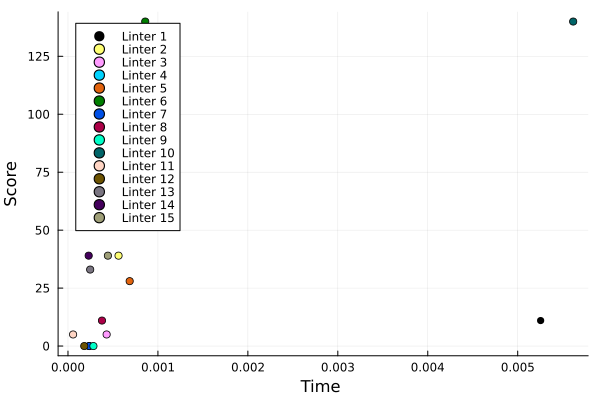 125
100
75
50
25
0
Score
Linter 1
Linter 2
Linter 3
Linter 4
Linter 5
Linter 6
Linter 7
Linter 8
Linter 9
Linter 10
Linter 11
Linter 12
Linter 13
Linter 14
Linter 15
0.000 0.001 0.002 0.003 0.004 0.005
Time